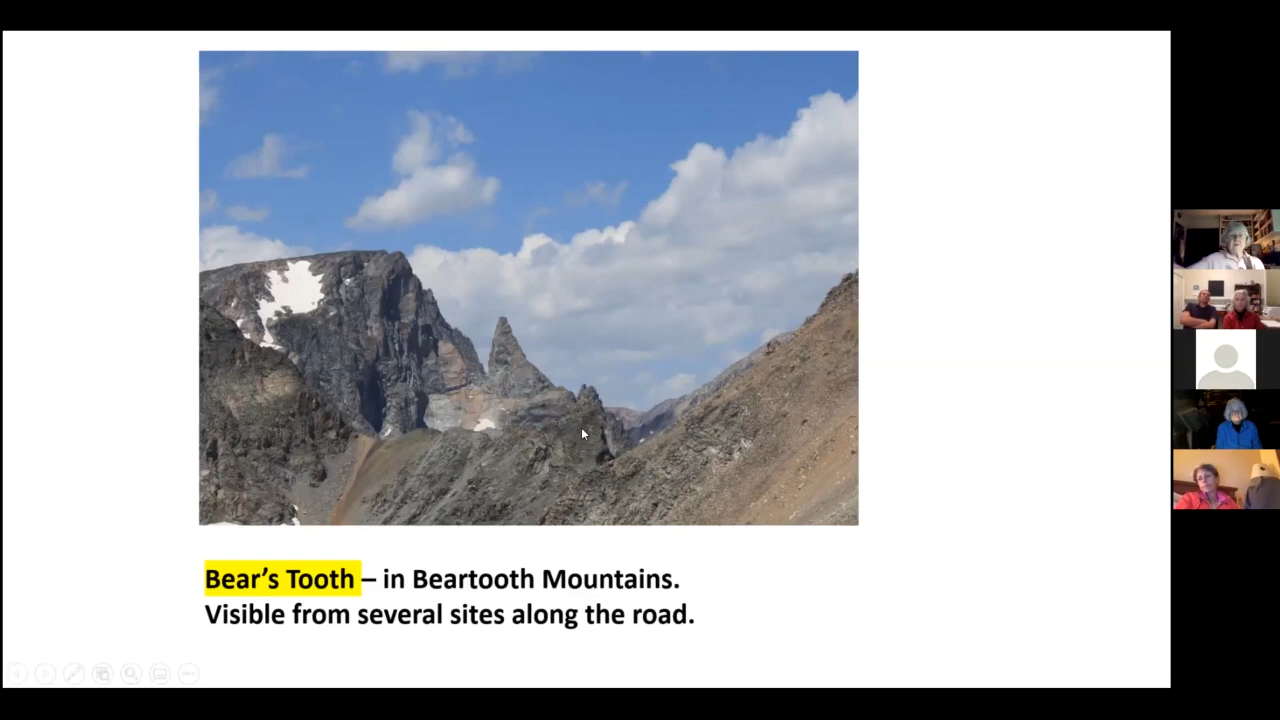 Bear’s Tooth – in Beartooth Mountains.
Visible from several sites along the road.